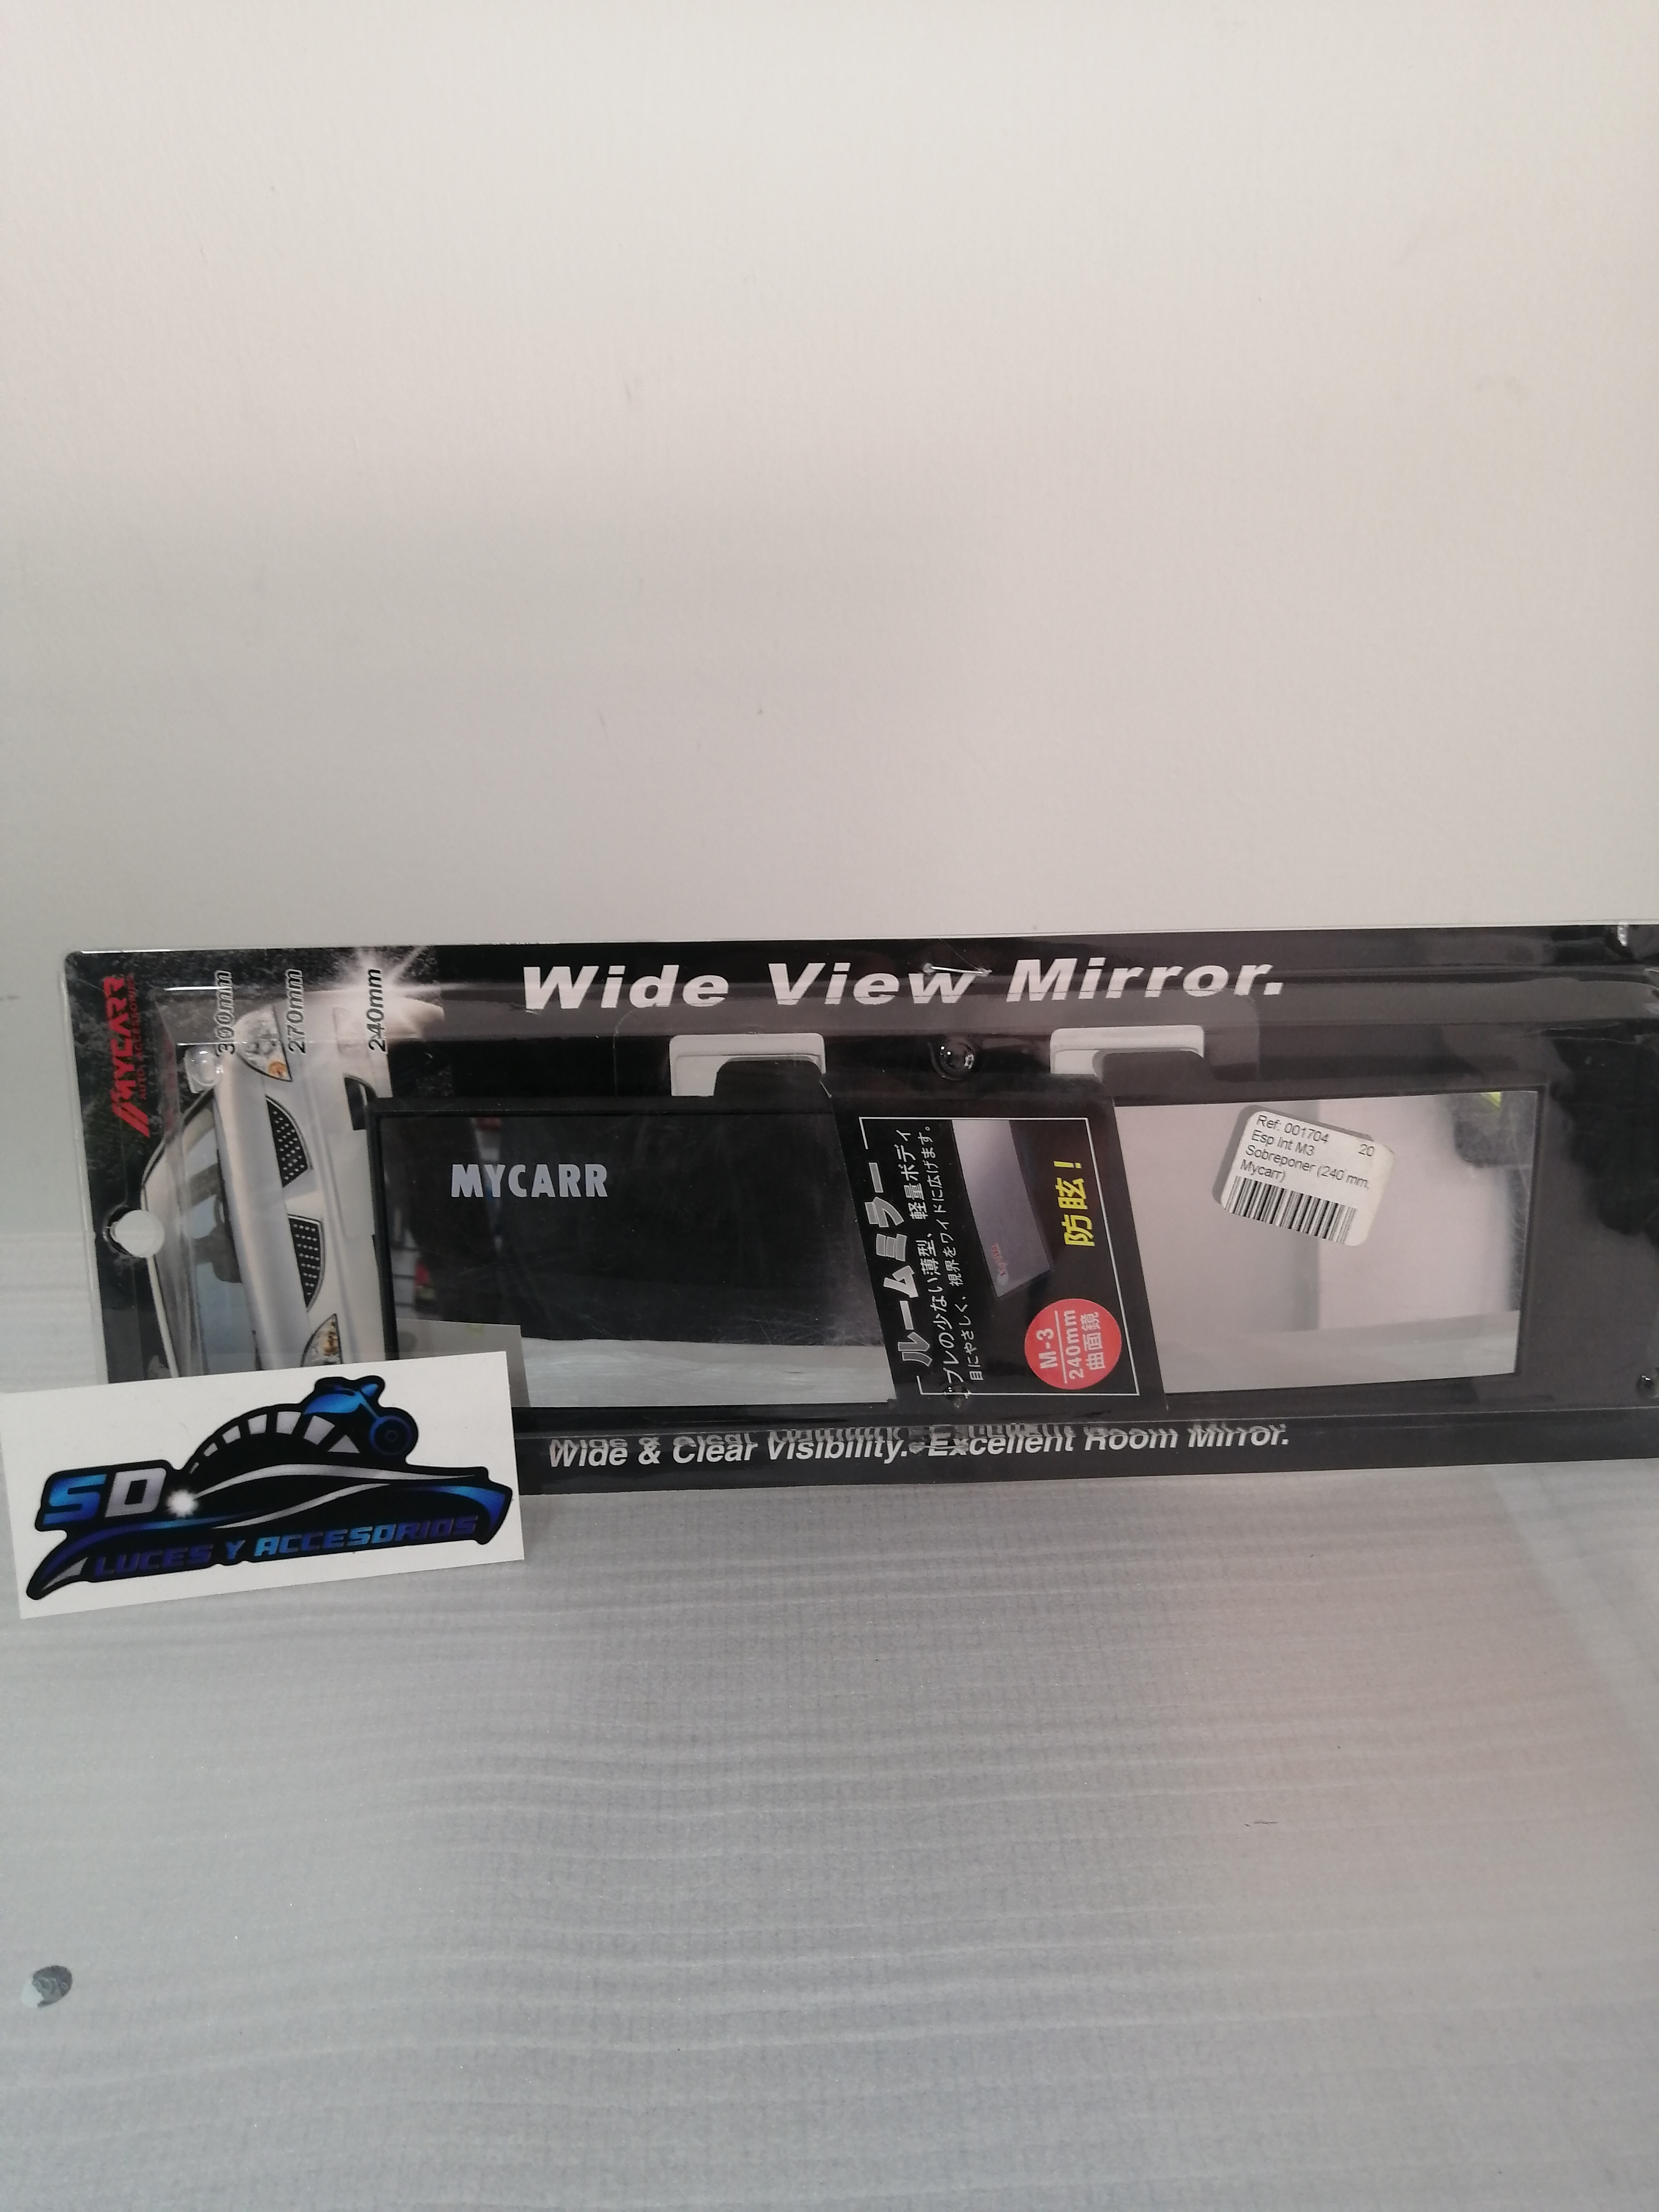 Wide View Mirror.
MYCARR
AUTO ACCESSORIES
300mm
270mm
240mm
MYCARR
ルームミラー
ブレの少ない薄型、軽量ボディ
目にやさしく、視界をワイドに広げます。
防眩!
M-3
240mm
曲面鏡
Ref: 001704 20
Esp Int M3
Sobreponer (240 mm,
Mycarr)
Wide & Clear Visibility. Excellent Room Mirror.
SD
LUCES Y ACCESORIOS